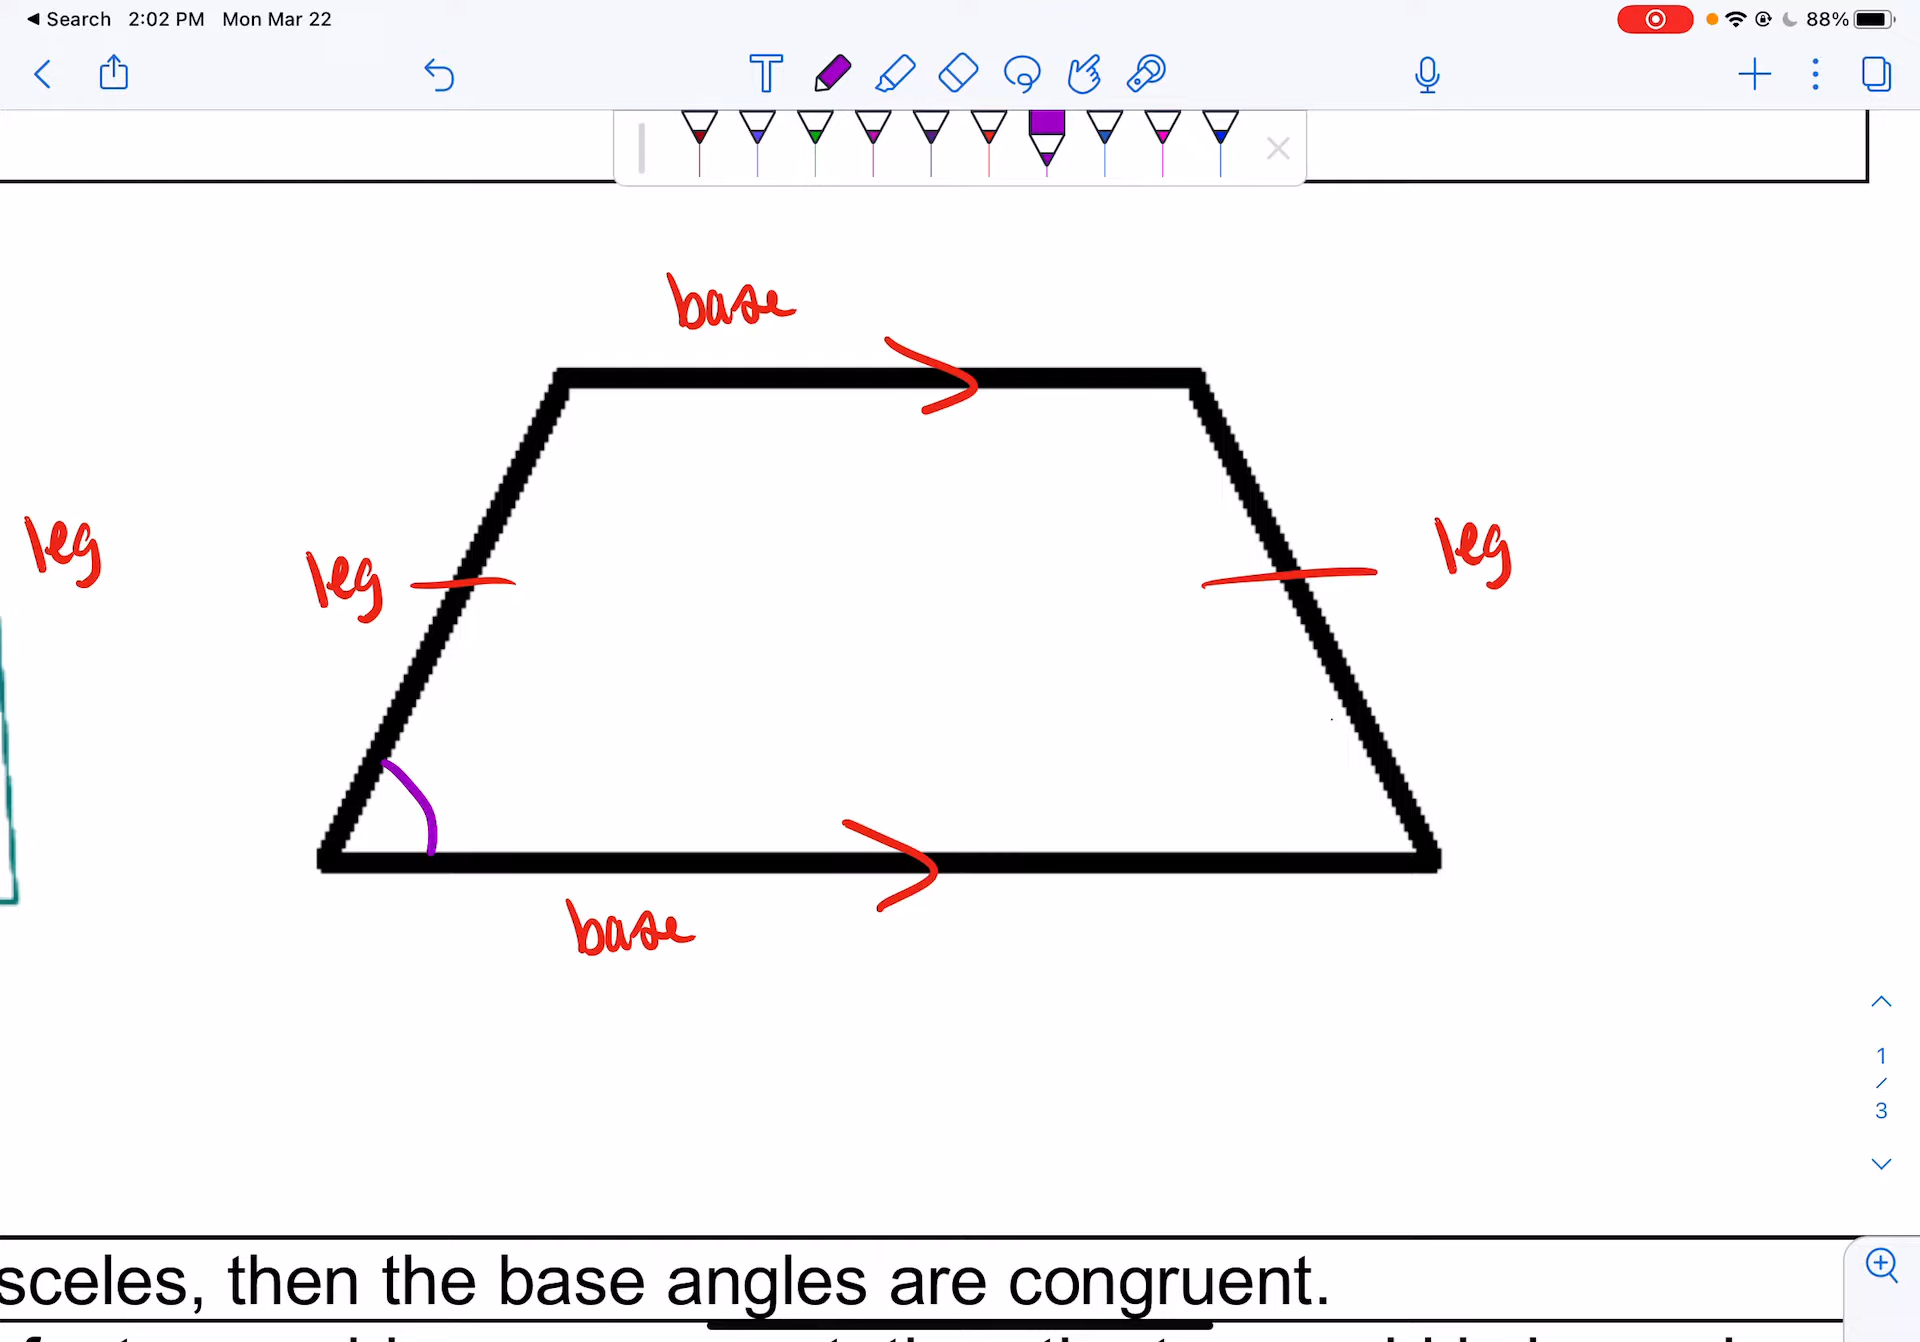 ◀ Search 2:02 PM Mon Mar 22
88%
base
leg
leg
leg
base
1
/
3
sceles, then the base angles are congruent.